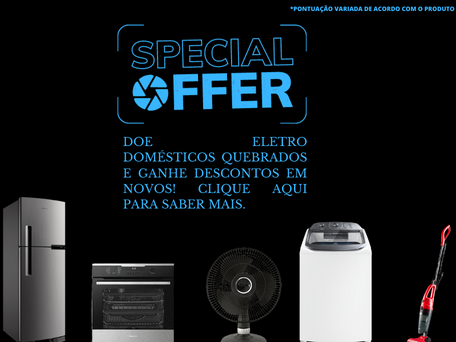 *PONTUAÇÃO VARIADA DE ACORDO COM O PRODUTO
SPECIAL
OFFER
DOE ELETRO
DOMÉSTICOS QUEBRADOS
E GANHE DESCONTOS EM
NOVOS! CLIQUE AQUI
PARA SABER MAIS.